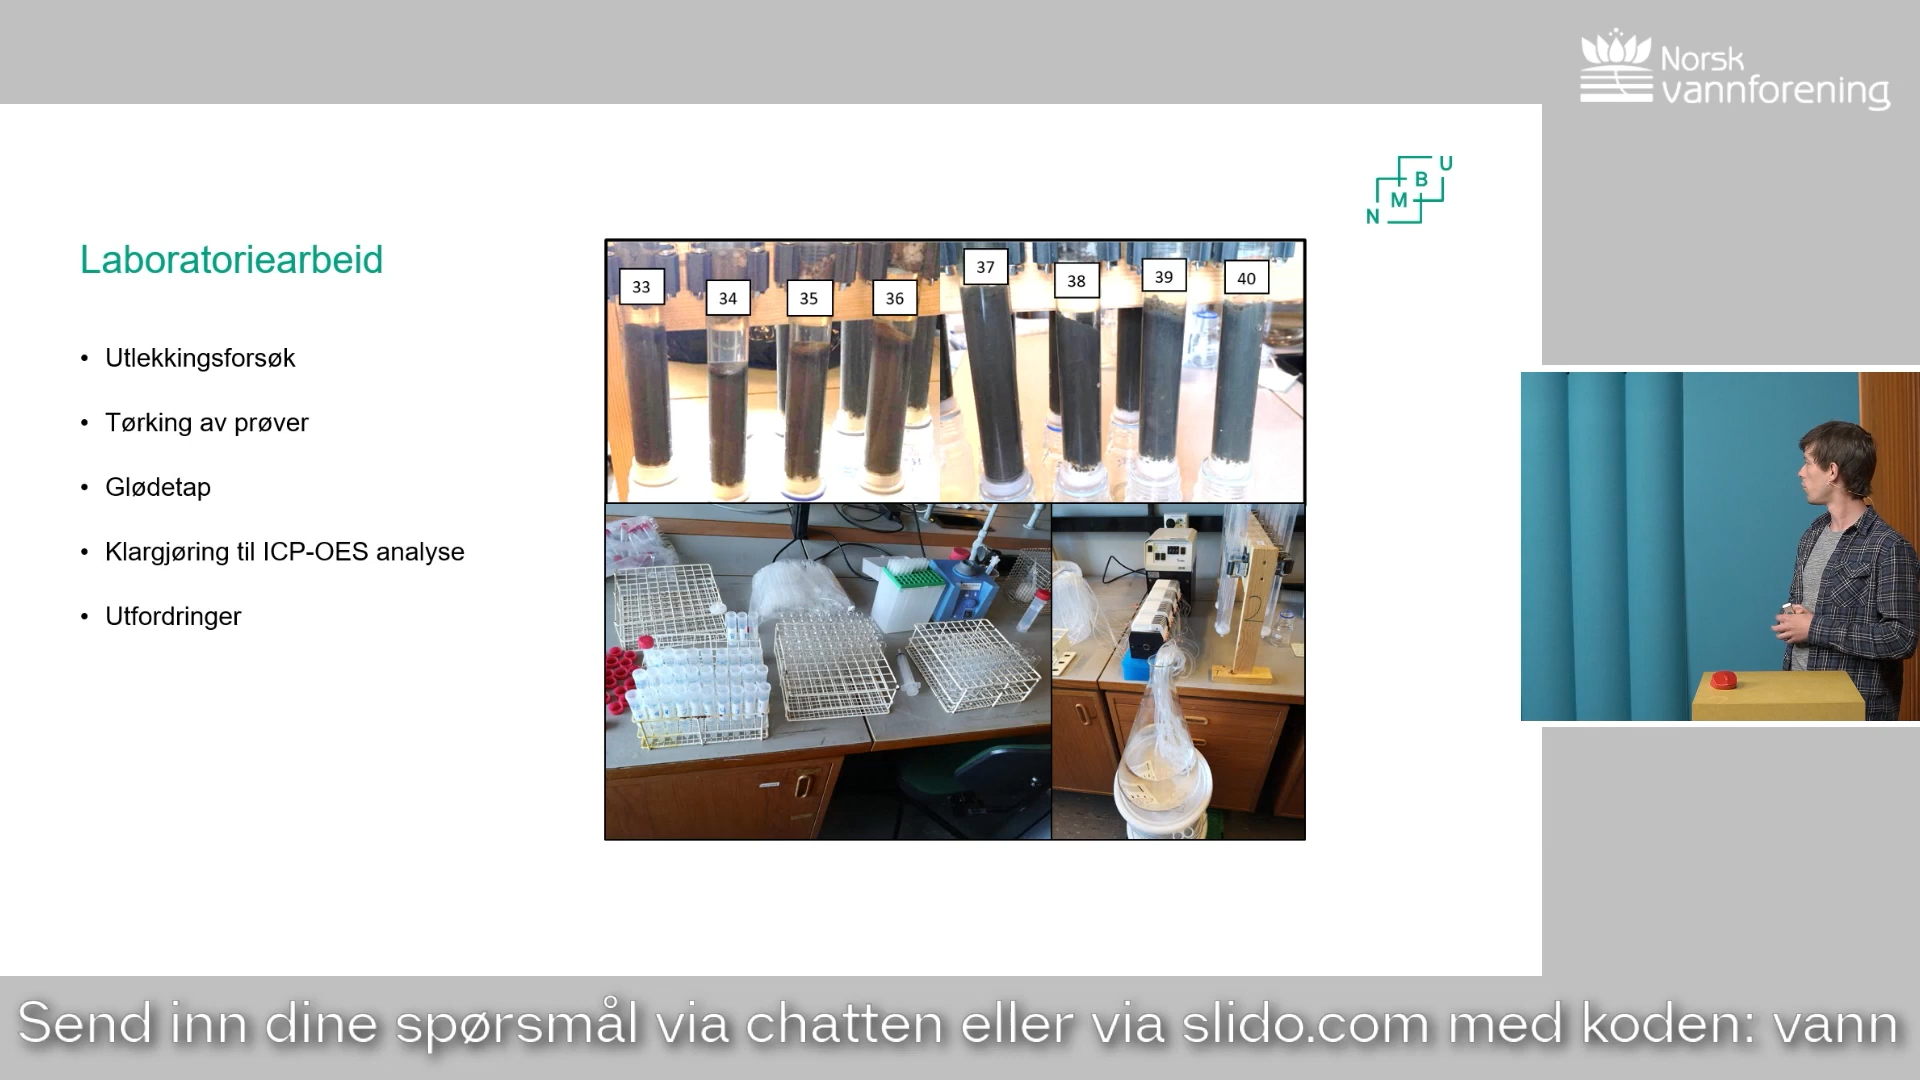 Norsk
vannforening
N M B U
Laboratoriearbeid
• Utlekkingsforsøk
• Tørking av prøver
• Glødetap
• Klargjøring til ICP-OES analyse
• Utfordringer
33
34
35
36
37
38
39
40
2
Send inn dine spørsmål via chatten eller via slido.com med koden: vann